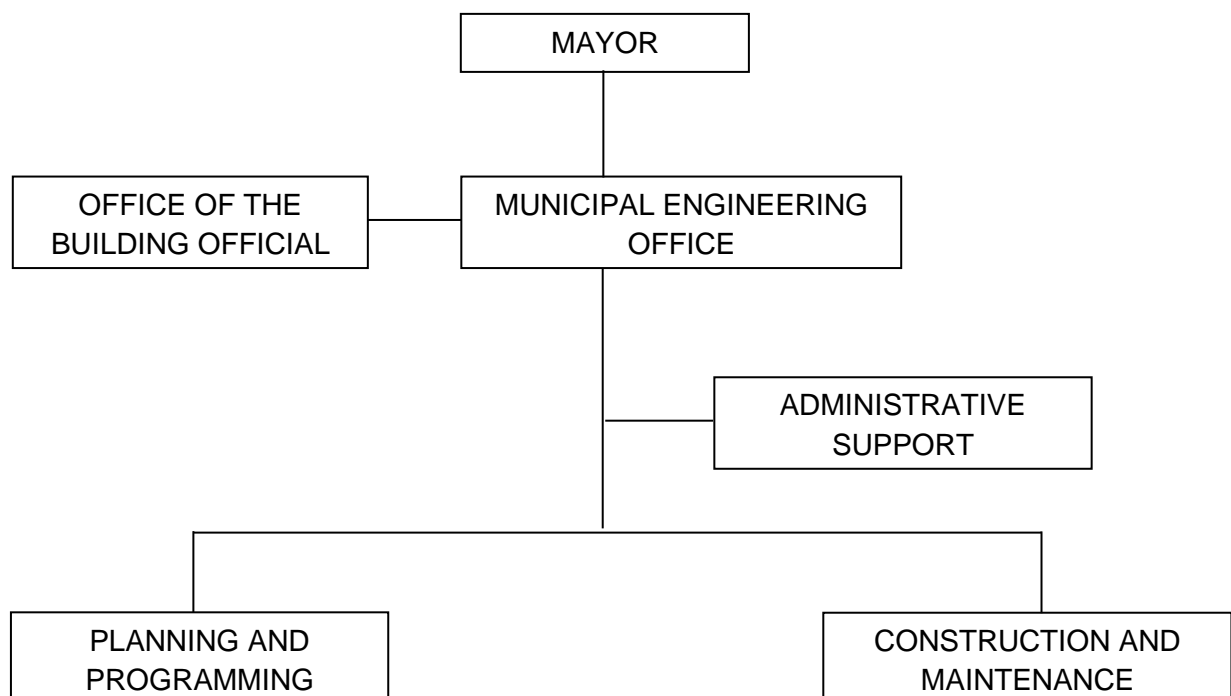 MAYOR
OFFICE OF THE
BUILDING OFFICIAL
MUNICIPAL ENGINEERING
OFFICE
ADMINISTRATIVE
SUPPORT
PLANNING AND
PROGRAMMING
CONSTRUCTION AND
MAINTENANCE